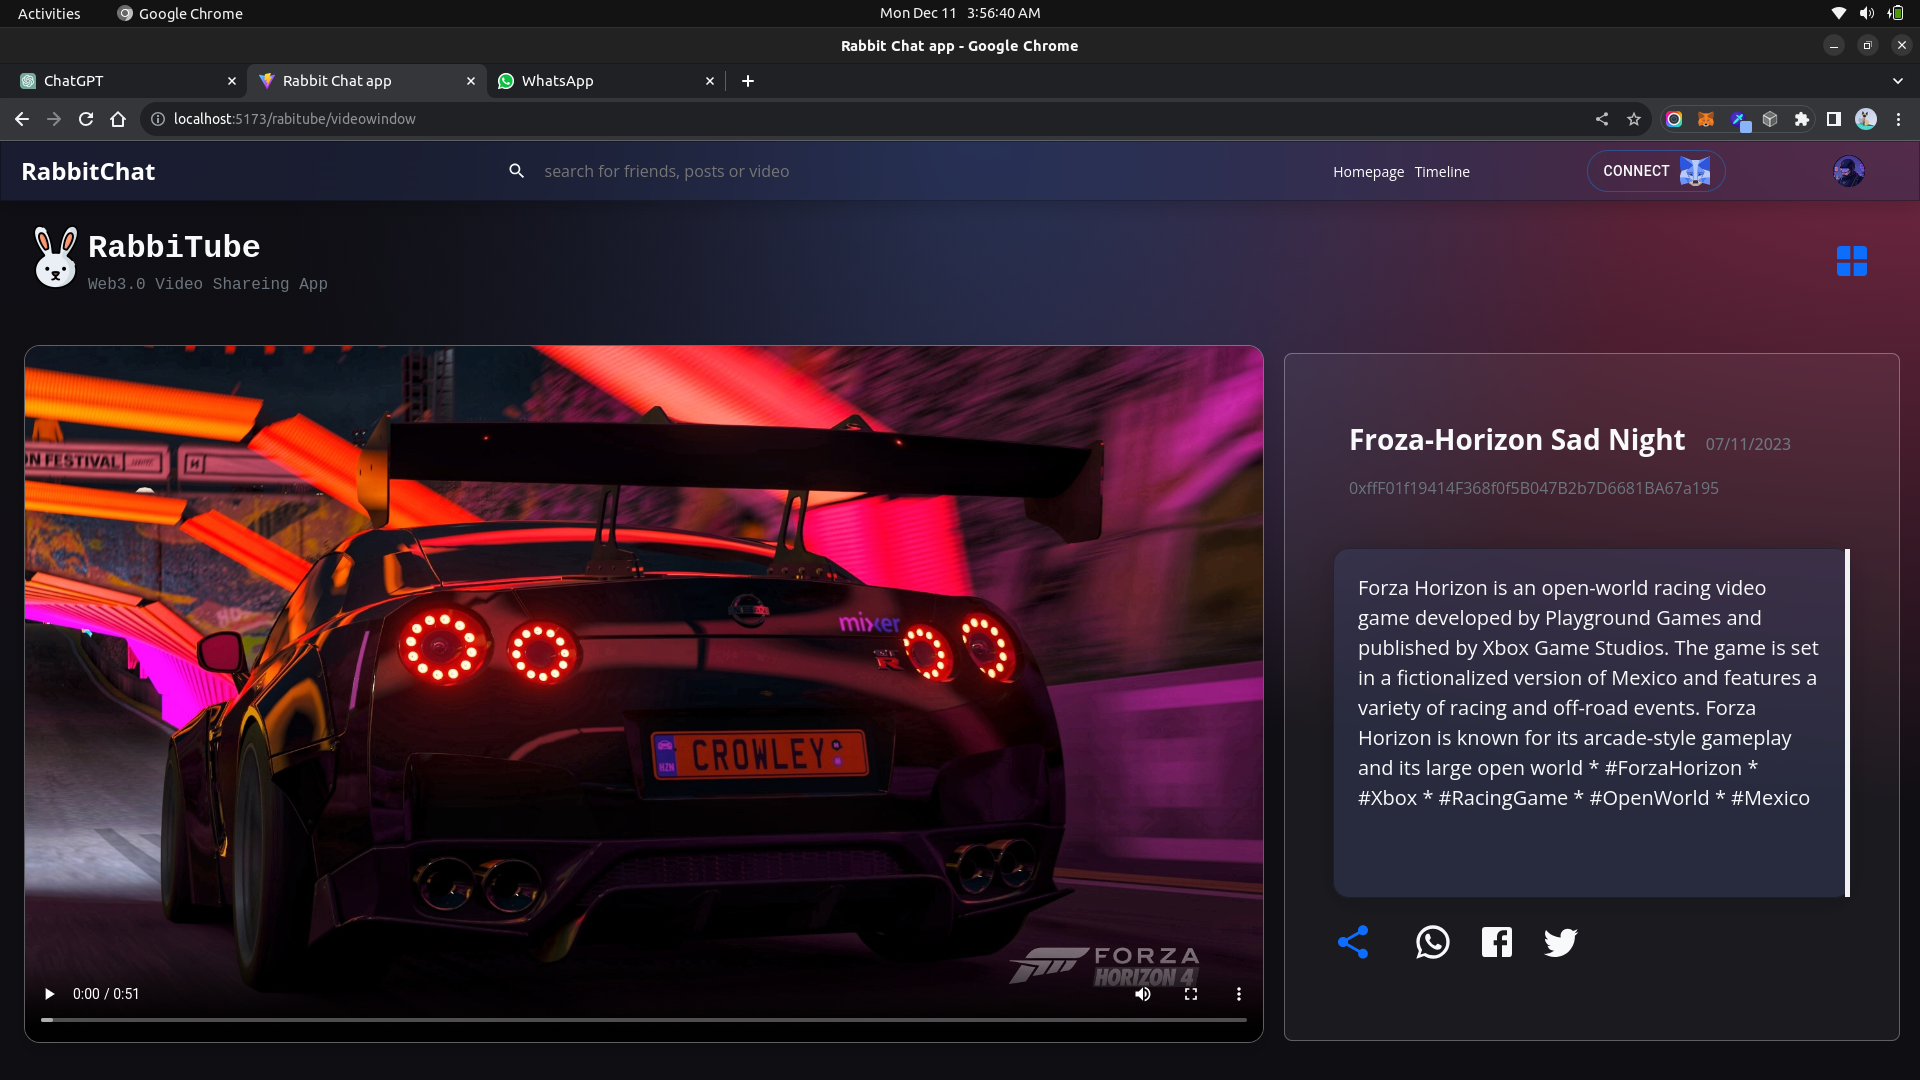 Activities
Google Chrome
Mon Dec 11 3:56:40 AM
Rabbit Chat app - Google Chrome
ChatGPT
Rabbit Chat app
WhatsApp
localhost:5173/rabitube/videowindow
RabbitChat
search for friends, posts or video
Homepage
Timeline
CONNECT
RabbiTube
Web3.0 Video Shareing App
N FESTIVAL
mixer
GT
R
HZN
CROWLEY
FORZA
HORIZON 4
0:00 / 0:51
Froza-Horizon Sad Night
07/11/2023
0xffF01f19414F368f0f5B047B2b7D6681BA67a195
Forza Horizon is an open-world racing video
game developed by Playground Games and
published by Xbox Game Studios. The game is set
in a fictionalized version of Mexico and features a
variety of racing and off-road events. Forza
Horizon is known for its arcade-style gameplay
and its large open world * #ForzaHorizon *
#Xbox * #RacingGame * #OpenWorld * #Mexico